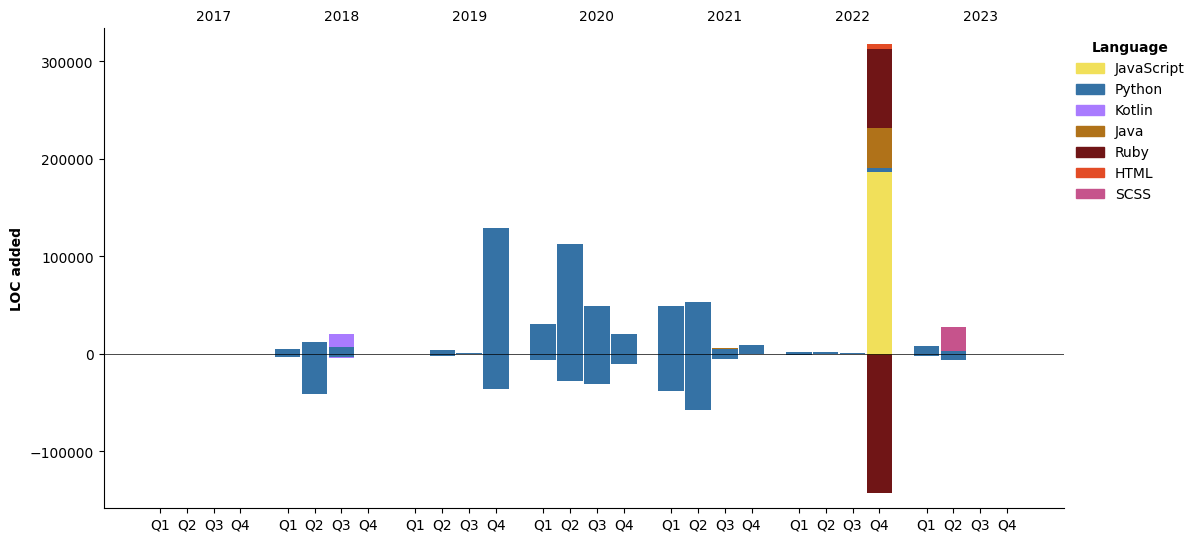 2017 2018 2019 2020 2021 2022 2023
Language
JavaScript
Python
Kotlin
Java
Ruby
HTML
SCSS
LOC added
300000
200000
100000
0
−100000
Q1 Q2 Q3 Q4 Q1 Q2 Q3 Q4 Q1 Q2 Q3 Q4 Q1 Q2 Q3 Q4 Q1 Q2 Q3 Q4 Q1 Q2 Q3 Q4 Q1 Q2 Q3 Q4